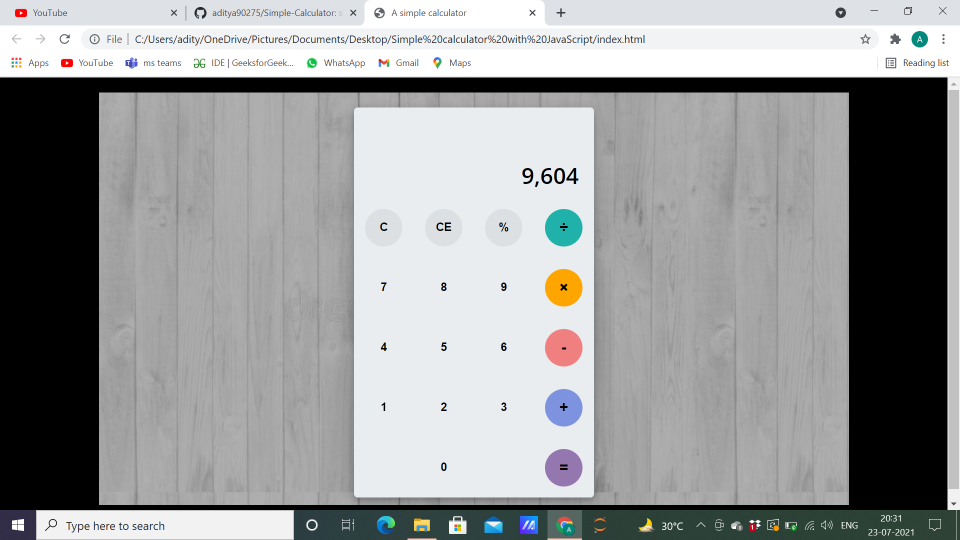 YouTube
aditya90275/Simple-Calculator: s
A simple calculator
File
C:/Users/adity/OneDrive/Pictures/Documents/Desktop/Simple%20calculator%20with%20JavaScript/index.html
A
Apps
YouTube
ms teams
IDE | GeeksforGeek...
WhatsApp
Gmail
Maps
Reading list
9,604
C CE % ÷
7 8 9 ×
4 5 6 -
1 2 3 +
0 =
Type here to search
30°C
ENG
20:31
23-07-2021